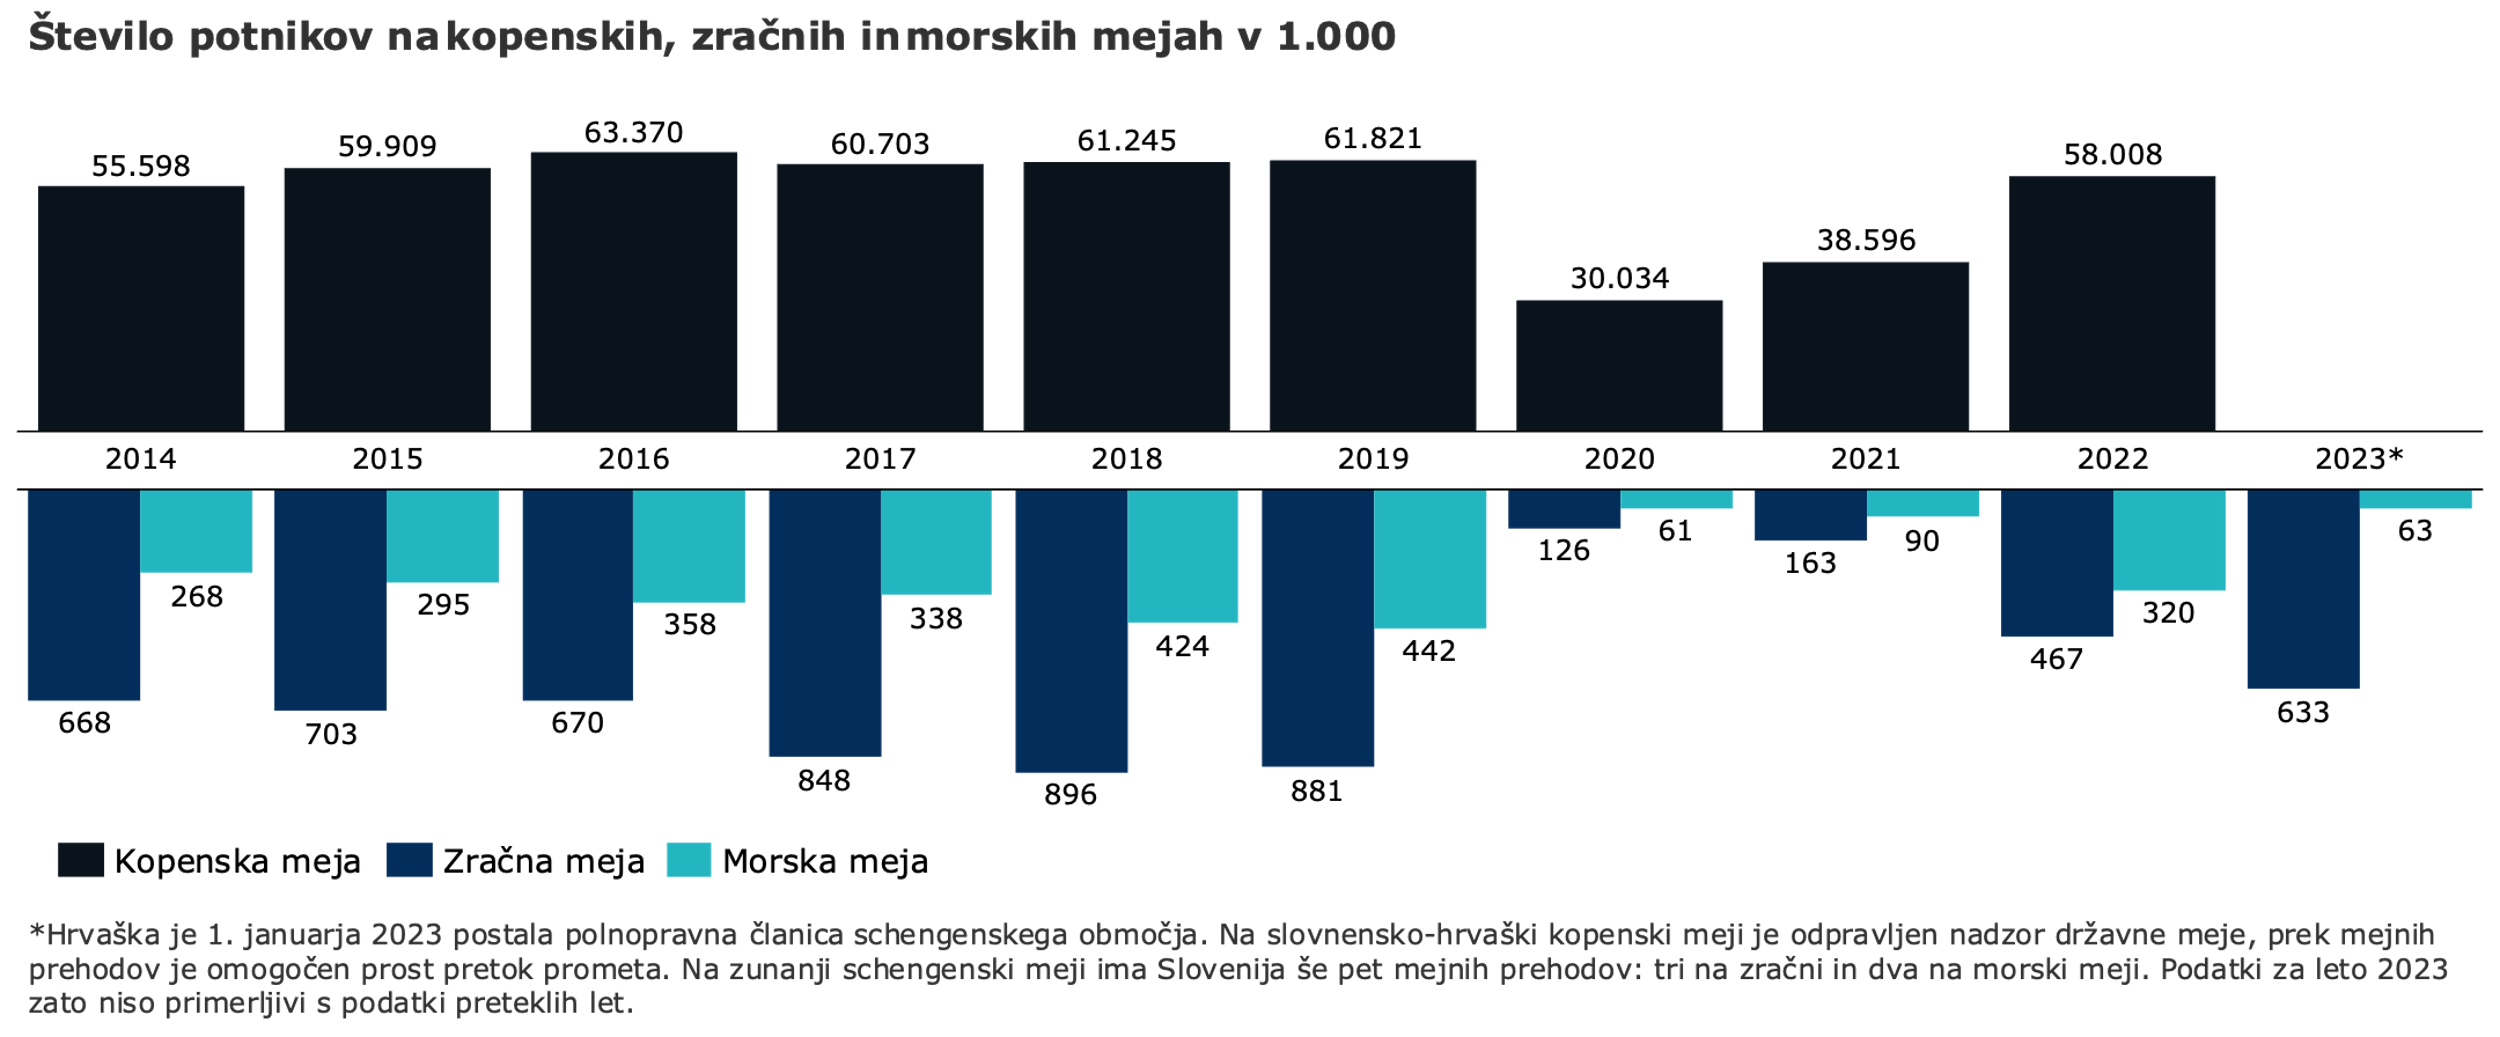 Število potnikov na kopenskih, zračnih in morskih mejah v 1.000
55.598 59.909 63.370 60.703 61.245 61.821 30.034 38.596 58.008
2014 2015 2016 2017 2018 2019 2020 2021 2022 2023*
668 703 670 848 896 881 126 163 467 633
268 295 358 338 424 442 61 90 320 63
Kopenska meja Zračna meja Morska meja
*Hrvaška je 1. januarja 2023 postala polnopravna članica schengenskega območja. Na slovnensko-hrvaški kopenski meji je odpravljen nadzor državne meje, prek mejnih
prehodov je omogočen prost pretok prometa. Na zunanji schengenski meji ima Slovenija še pet mejnih prehodov: tri na zračni in dva na morski meji. Podatki za leto 2023
zato niso primerljivi s podatki preteklih let.